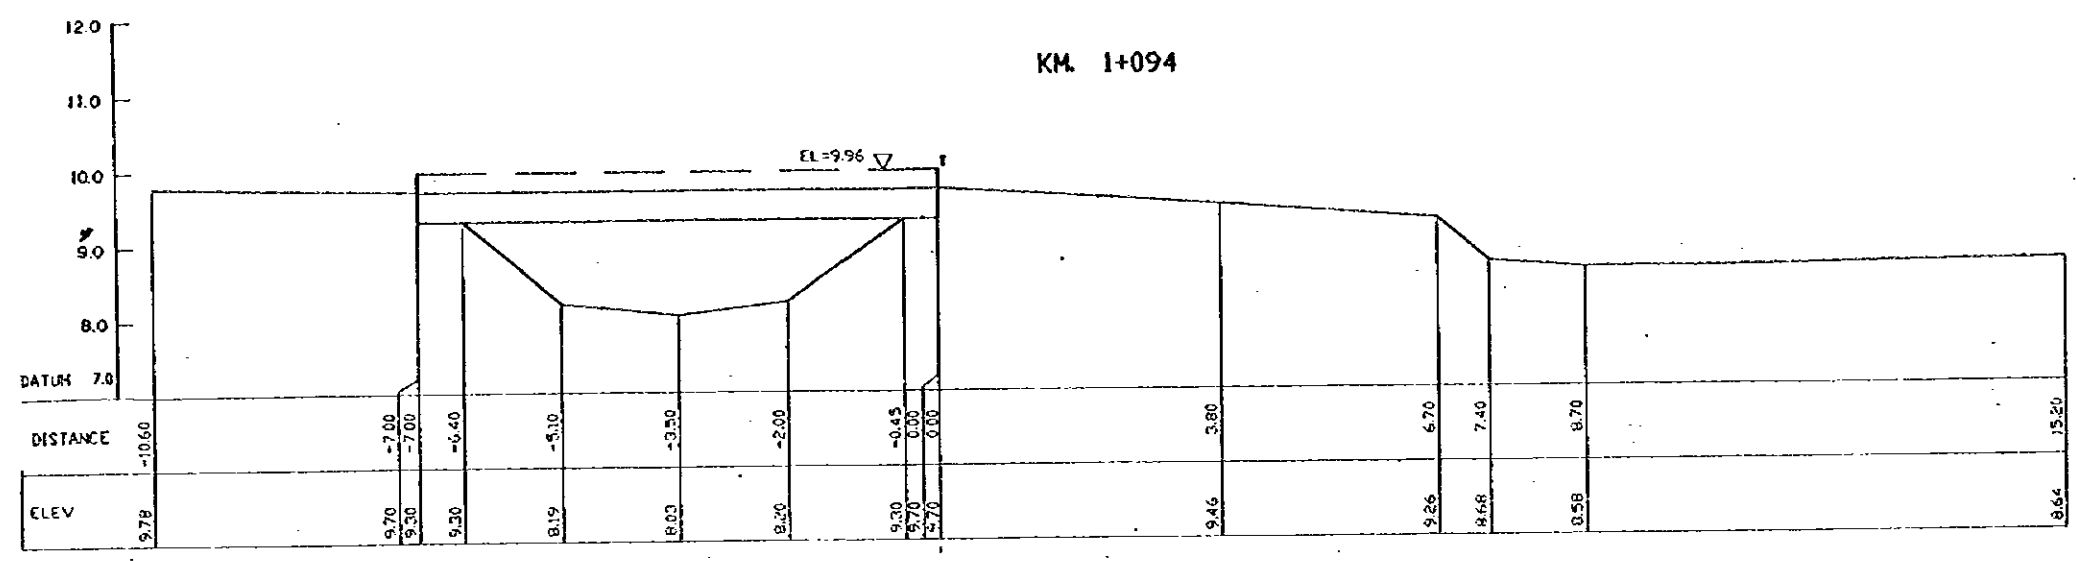 12.0
KM. 1+094
11.0
EL=9.96
10.0
9.0
8.0
DATUM 7.0
DISTANCE -10.60 -7.00 -7.00 -6.40 -5.10 -3.50 -2.00 -0.45 0.00 0.00 3.80 6.70 7.40 8.70 15.20
ELEV 9.78 9.70 9.30 9.30 8.19 8.03 8.20 9.30 9.70 9.46 9.26 8.68 8.58 8.64